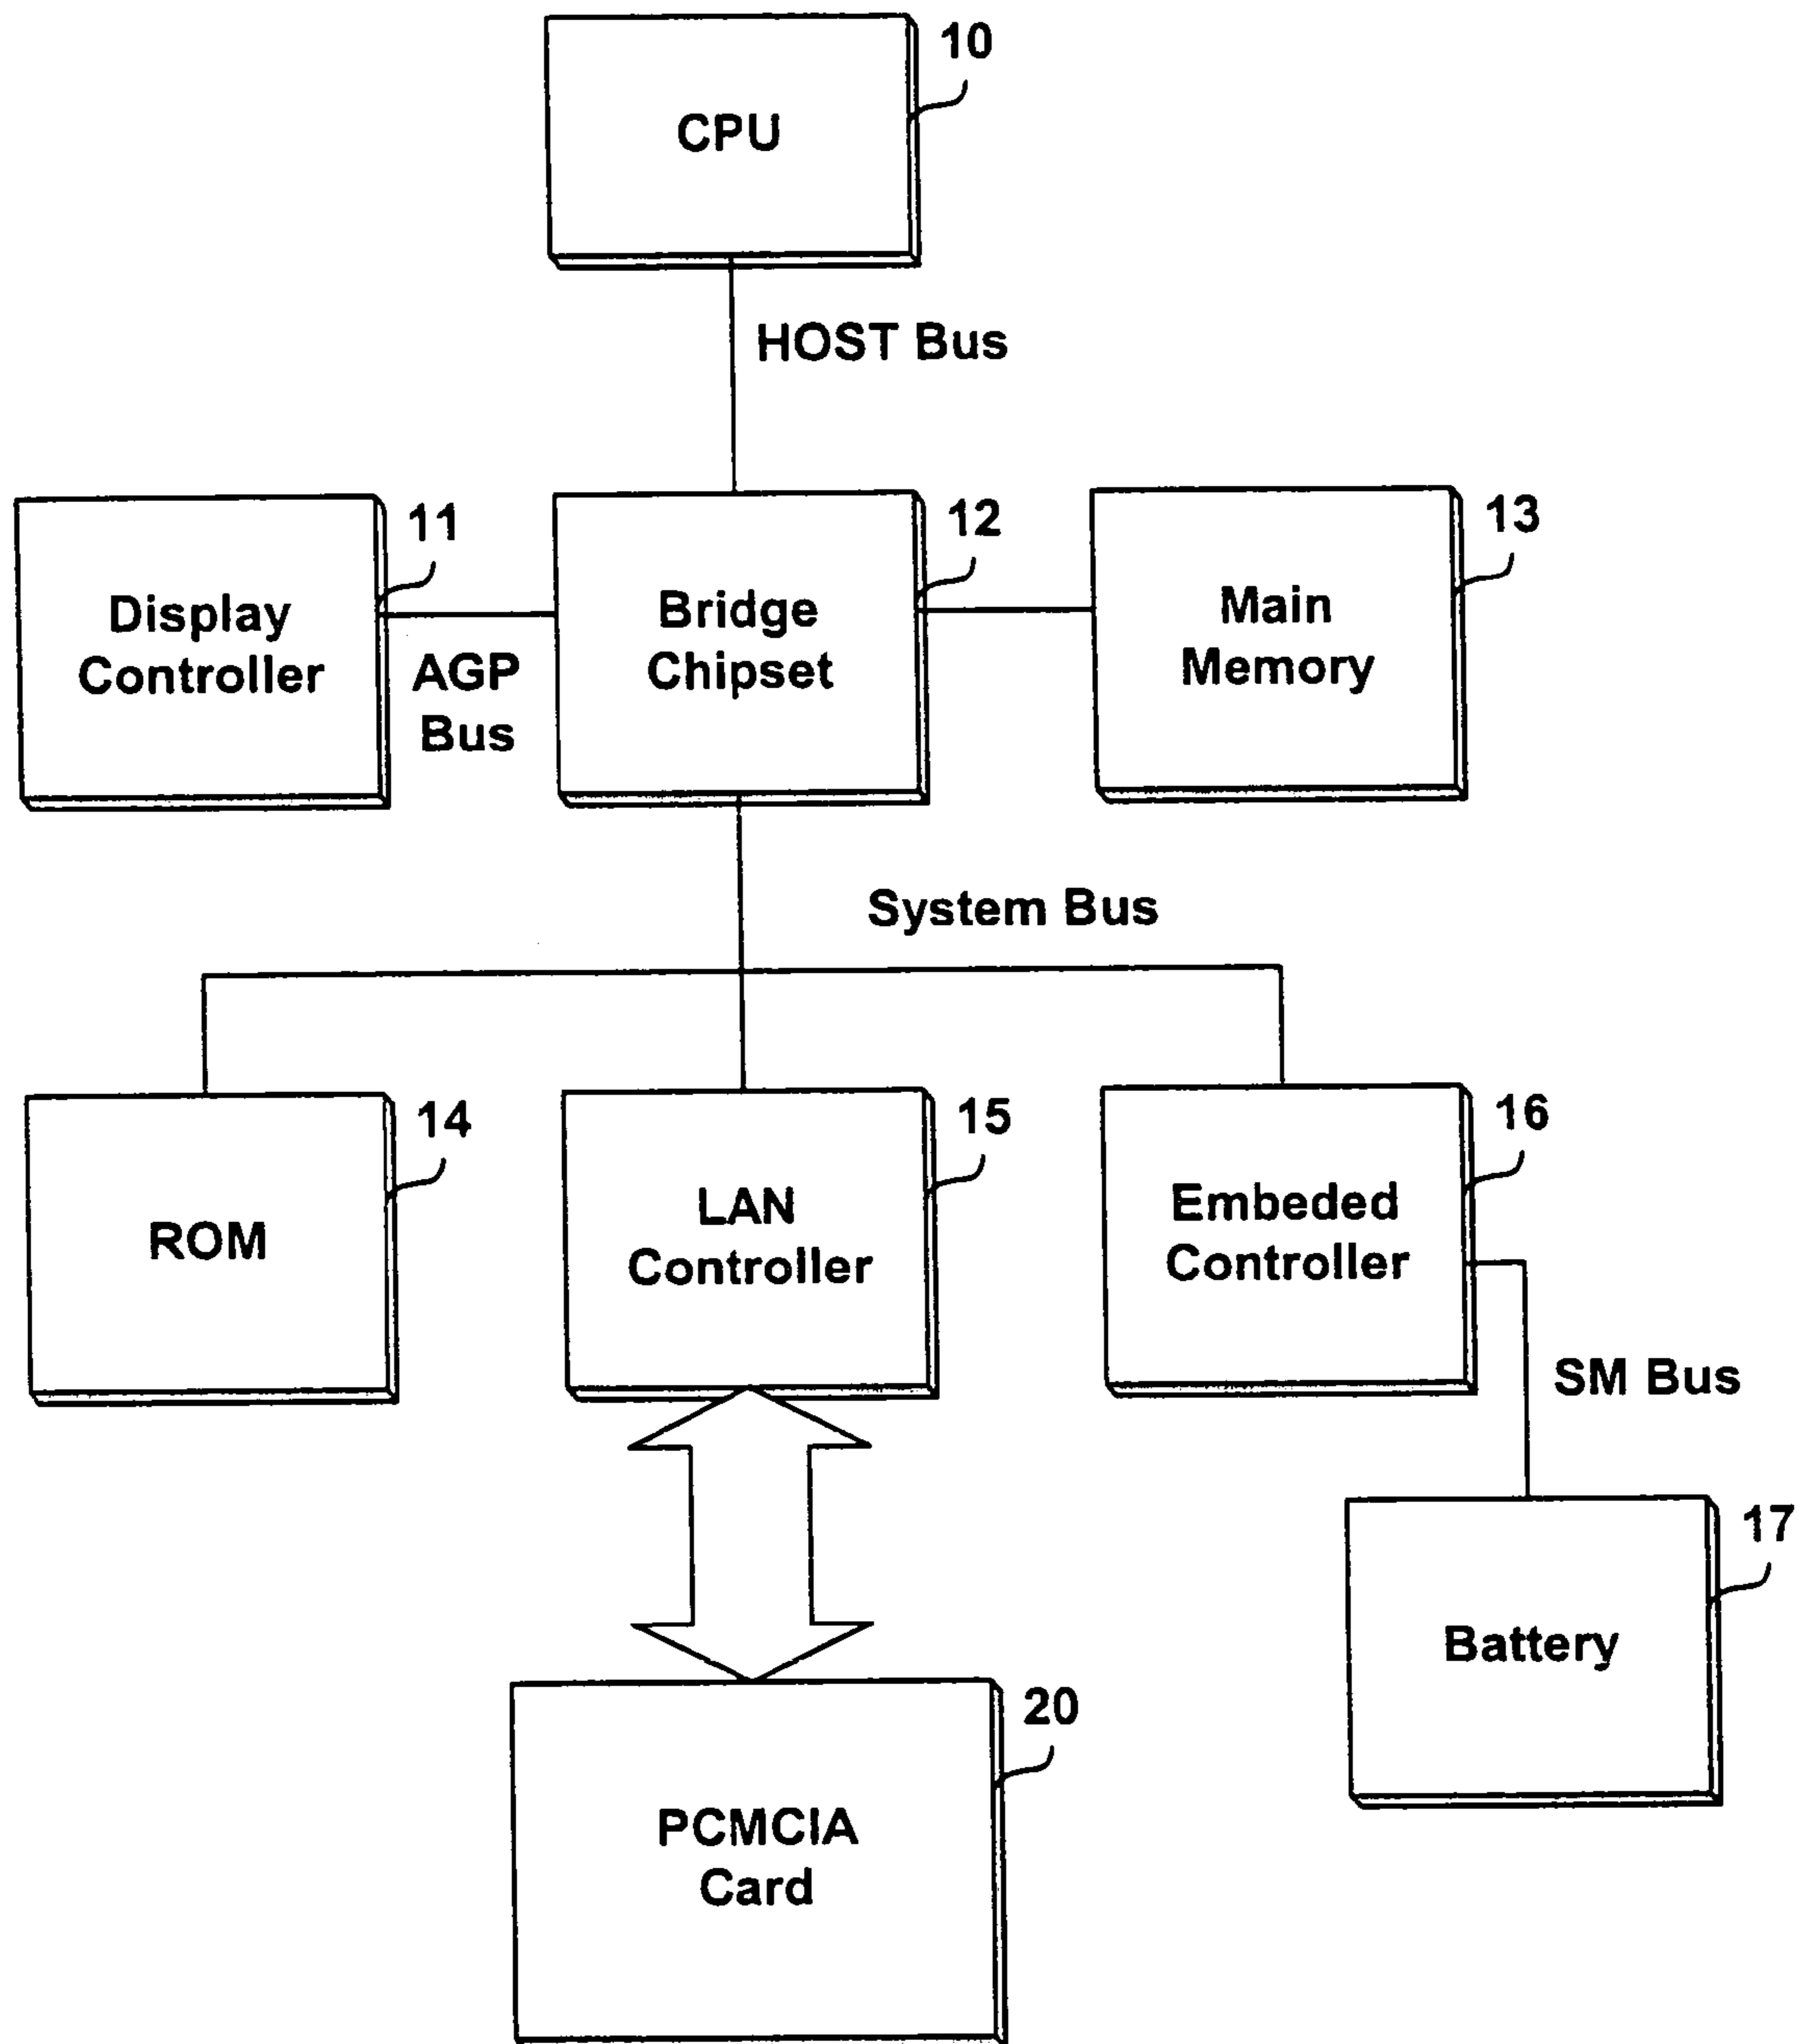 10
CPU
HOST Bus
11
12
13
Display
Controller
AGP
Bus
Bridge
Chipset
Main
Memory
System Bus
14
15
16
ROM
LAN
Controller
Embeded
Controller
SM Bus
17
Battery
20
PCMCIA
Card